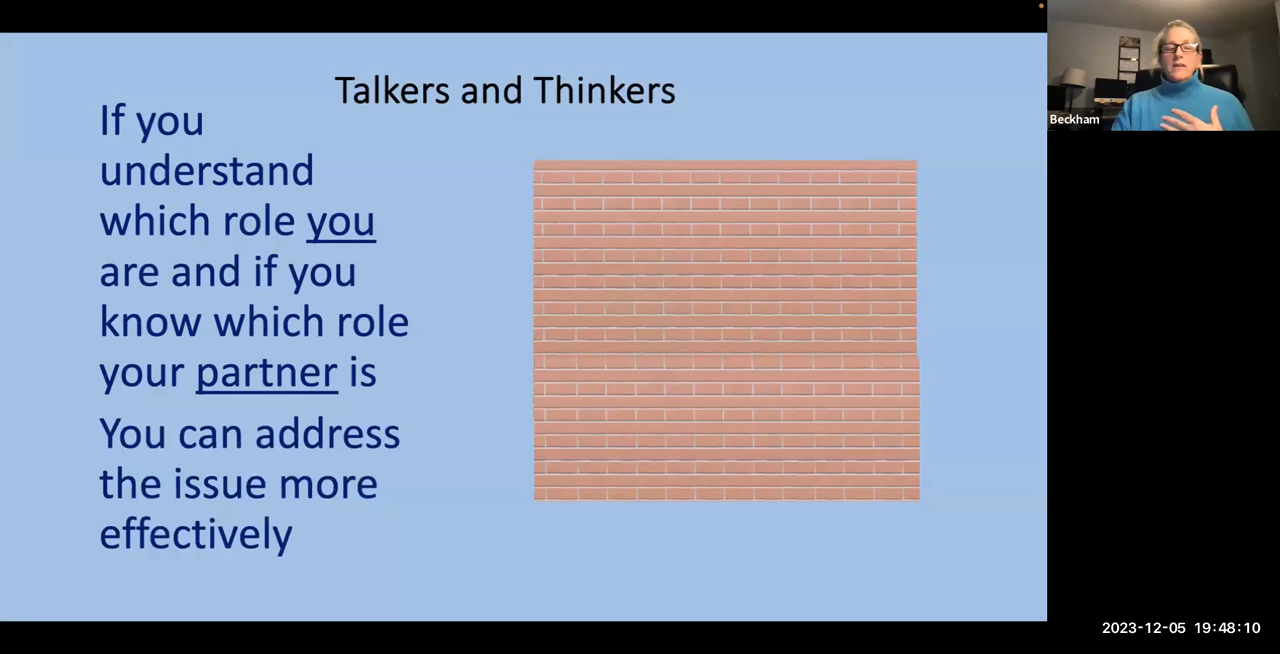 Talkers and Thinkers
If you
understand
which role you
are and if you
know which role
your partner is
You can address
the issue more
effectively
Beckham
2023-12-05 19:48:10